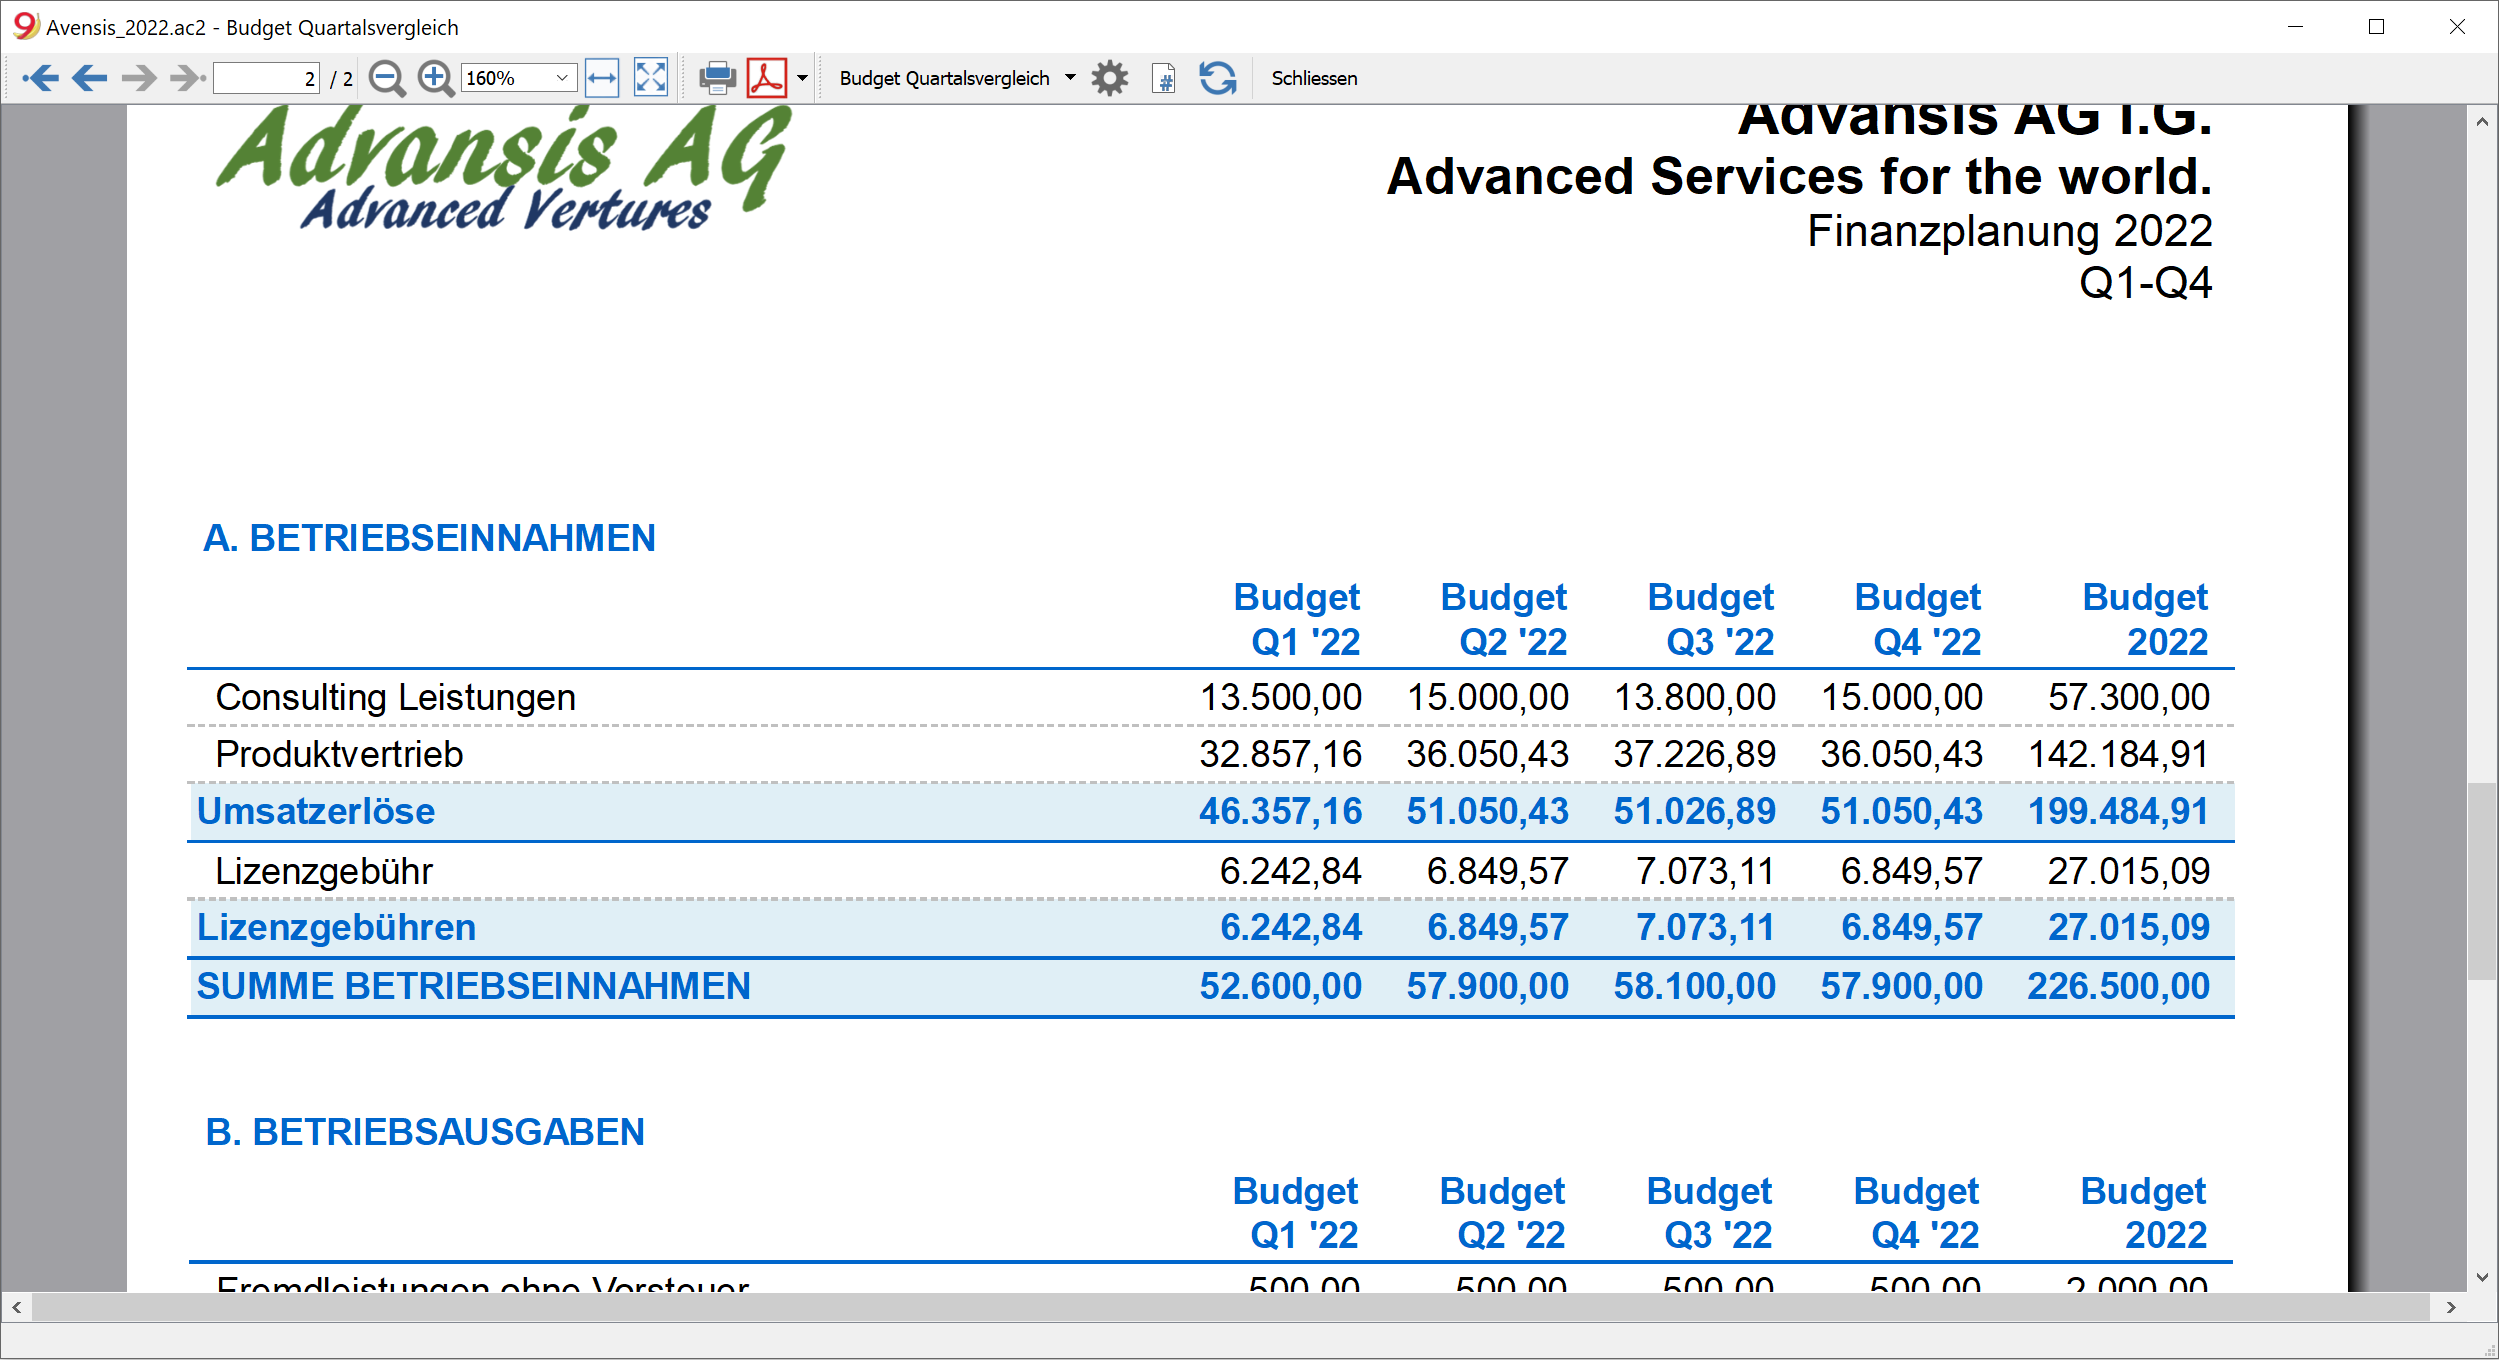 Avensis_2022.ac2 - Budget Quartalsvergleich
2 / 2 160% Budget Quartalsvergleich # Schliessen
Advansis AG
Advanced Vertures
Advansis AG i.G.
Advanced Services for the world.
Finanzplanung 2022
Q1-Q4
A. BETRIEBSEINNAHMEN
Budget Budget Budget Budget Budget
Q1 '22 Q2 '22 Q3 '22 Q4 '22 2022
Consulting Leistungen 13.500,00 15.000,00 13.800,00 15.000,00 57.300,00
Produktvertrieb 32.857,16 36.050,43 37.226,89 36.050,43 142.184,91
Umsatzerlöse 46.357,16 51.050,43 51.026,89 51.050,43 199.484,91
Lizenzgebühr 6.242,84 6.849,57 7.073,11 6.849,57 27.015,09
Lizenzgebühren 6.242,84 6.849,57 7.073,11 6.849,57 27.015,09
SUMME BETRIEBSEINNAHMEN 52.600,00 57.900,00 58.100,00 57.900,00 226.500,00
B. BETRIEBSAUSGABEN
Budget Budget Budget Budget Budget
Q1 '22 Q2 '22 Q3 '22 Q4 '22 2022
Fremdleistungen ohne Vorsteuer 500,00 500,00 500,00 500,00 2.000,00